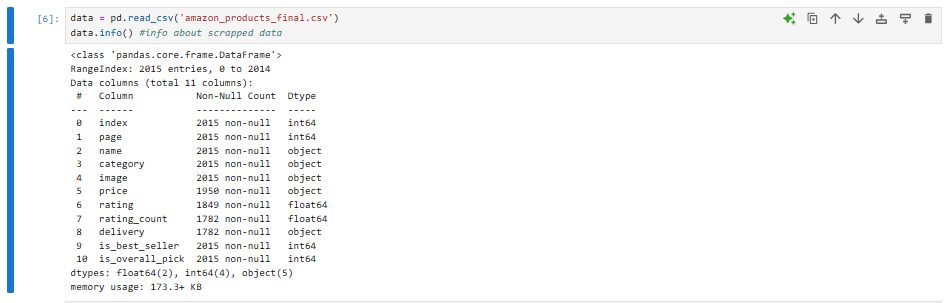 [6]: data = pd.read_csv('amazon_products_final.csv')
data.info() #info about scrapped data
<class 'pandas.core.frame.DataFrame'>
RangeIndex: 2015 entries, 0 to 2014
Data columns (total 11 columns):
 #   Column           Non-Null Count  Dtype
---  ------           --------------  -----
 0   index            2015 non-null   int64
 1   page             2015 non-null   int64
 2   name             2015 non-null   object
 3   category         2015 non-null   object
 4   image            2015 non-null   object
 5   price            1950 non-null   object
 6   rating           1849 non-null   float64
 7   rating_count     1782 non-null   float64
 8   delivery         1782 non-null   object
 9   is_best_seller   2015 non-null   int64
 10  is_overall_pick  2015 non-null   int64
dtypes: float64(2), int64(4), object(5)
memory usage: 173.3+ KB